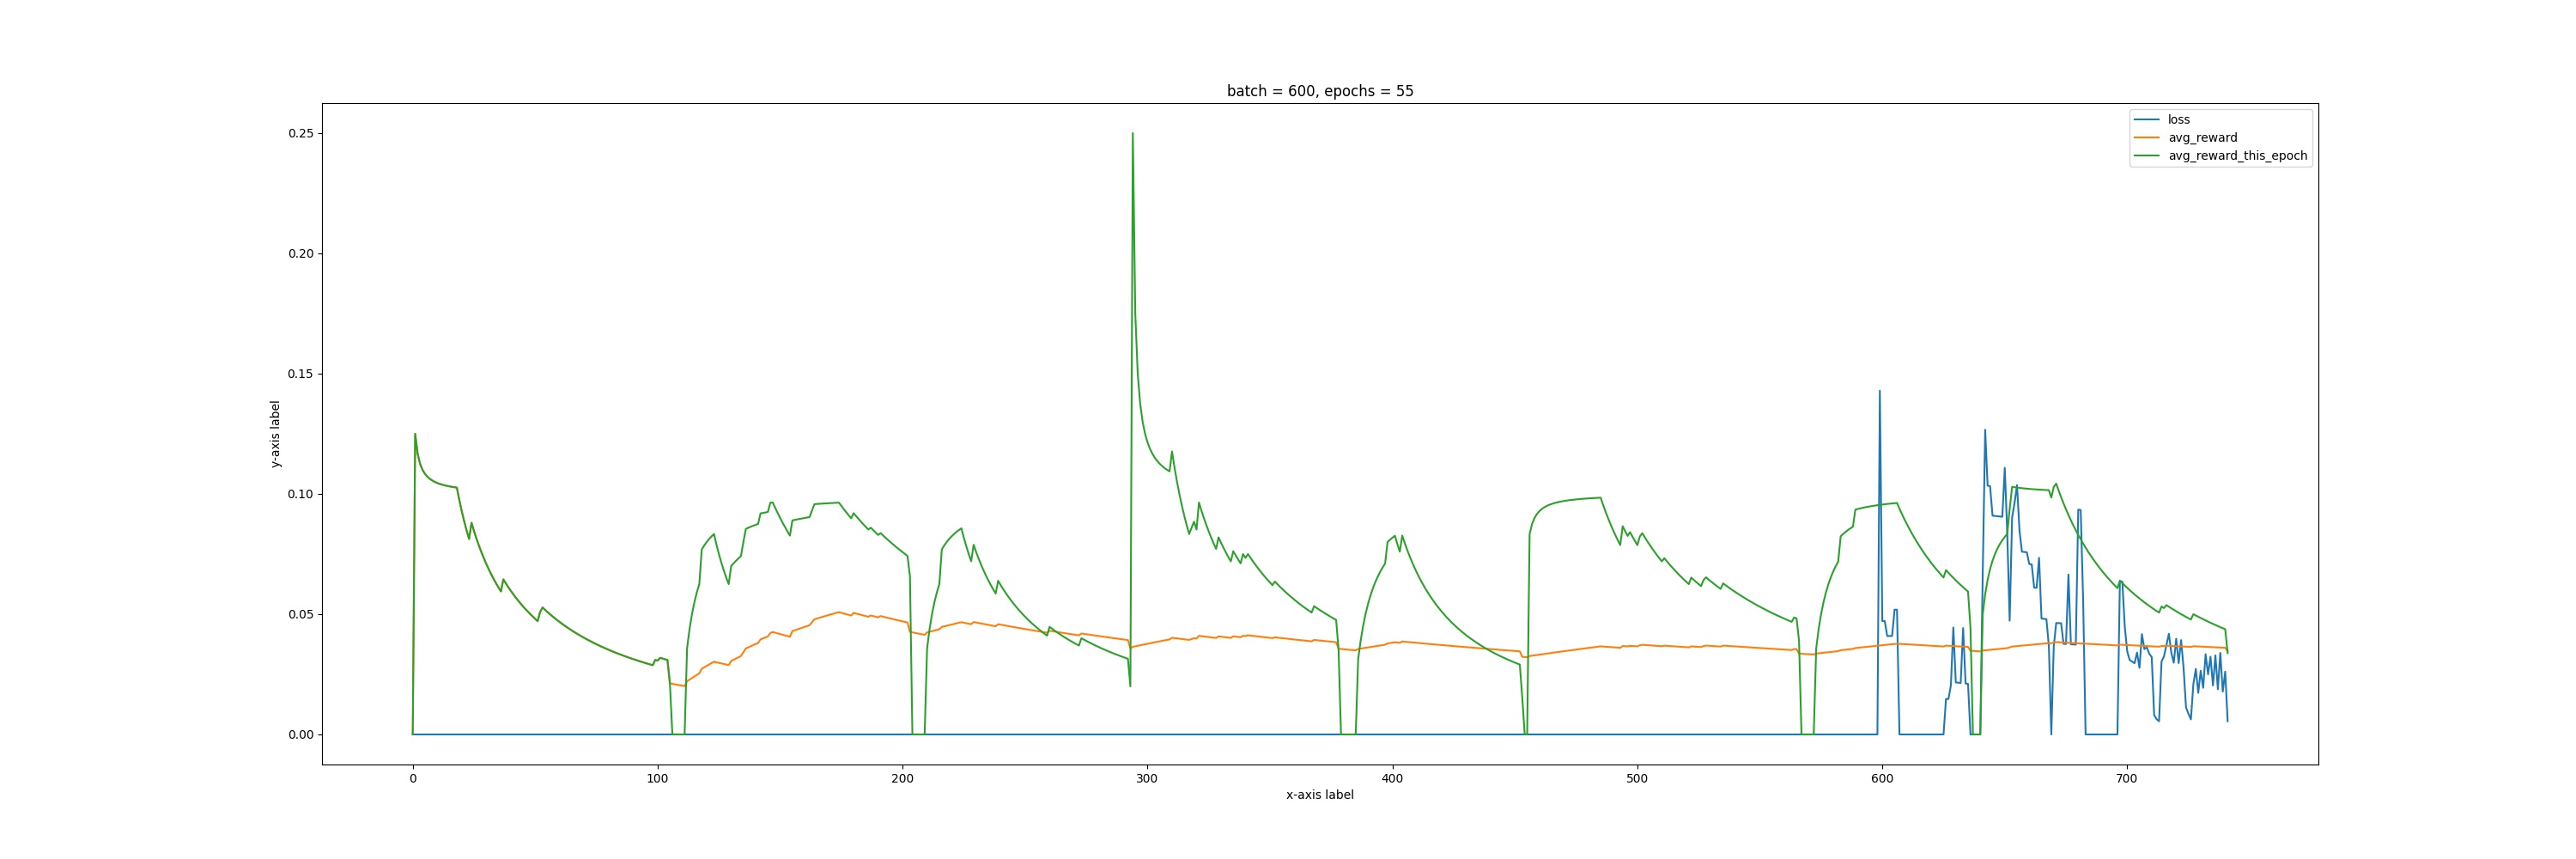 batch = 600, epochs = 55
loss
avg_reward
avg_reward_this_epoch
y-axis label
0.25
0.20
0.15
0.10
0.05
0.00
0 100 200 300 400 500 600 700
x-axis label